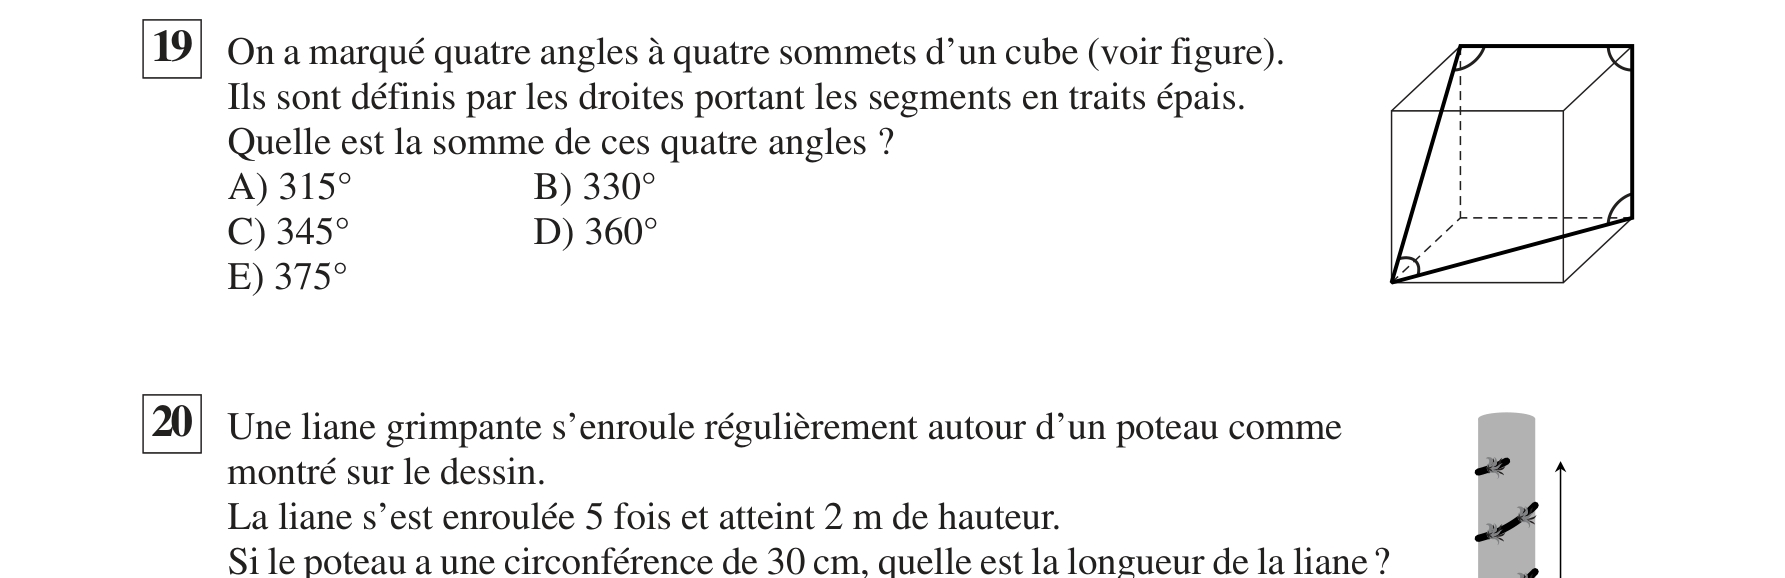 19 On a marqué quatre angles à quatre sommets d’un cube (voir figure).
Ils sont définis par les droites portant les segments en traits épais.
Quelle est la somme de ces quatre angles ?
A) 315° B) 330°
C) 345° D) 360°
E) 375°
20 Une liane grimpante s’enroule régulièrement autour d’un poteau comme
montré sur le dessin.
La liane s’est enroulée 5 fois et atteint 2 m de hauteur.
Si le poteau a une circonférence de 30 cm, quelle est la longueur de la liane ?